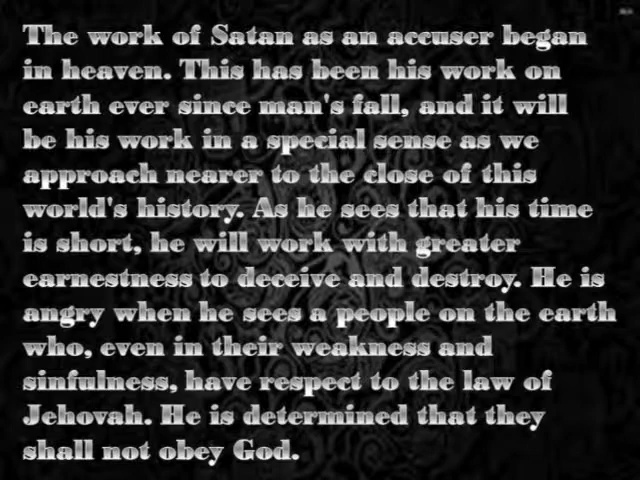 The work of Satan as an accuser began
in heaven. This has been his work on
earth ever since man's fall, and it will
be his work in a special sense as we
approach nearer to the close of this
world's history. As he sees that his time
is short, he will work with greater
earnestness to deceive and destroy. He is
angry when he sees a people on the earth
who, even in their weakness and
sinfulness, have respect to the law of
Jehovah. He is determined that they
shall not obey God.